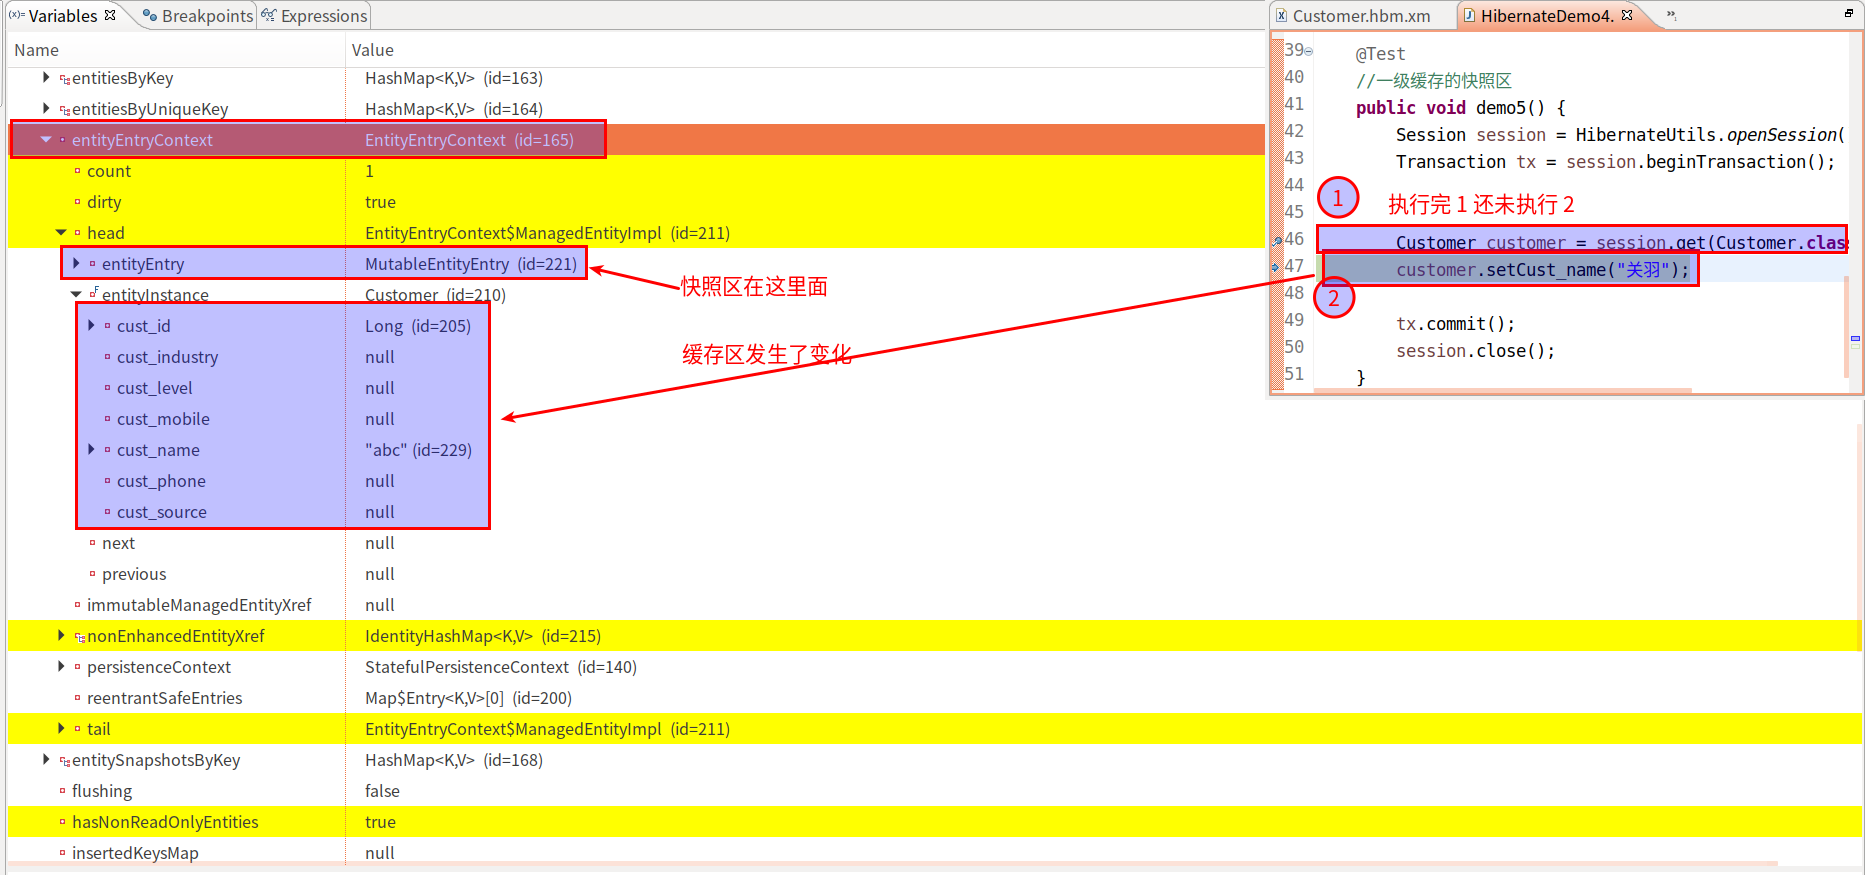 (x)= Variables
Breakpoints
Expressions
Name Value
entitiesByKey HashMap<K,V> (id=163)
entitiesByUniqueKey HashMap<K,V> (id=164)
entityEntryContext EntityEntryContext (id=165)
count 1
dirty true
head EntityEntryContext$ManagedEntityImpl (id=211)
entityEntry MutableEntityEntry (id=221)
快照区在这里面
entityInstance Customer (id=210)
cust_id Long (id=205)
cust_industry null
缓存区发生了变化
cust_level null
cust_mobile null
cust_name "abc" (id=229)
cust_phone null
cust_source null
next null
previous null
immutableManagedEntityXref null
nonEnhancedEntityXref IdentityHashMap<K,V> (id=215)
persistenceContext StatefulPersistenceContext (id=140)
reentrantSafeEntries Map$Entry<K,V>[0] (id=200)
tail EntityEntryContext$ManagedEntityImpl (id=211)
entitySnapshotsByKey HashMap<K,V> (id=168)
flushing false
hasNonReadOnlyEntities true
insertedKeysMap null
Customer.hbm.xm
HibernateDemo4.
39 @Test
40 //一级缓存的快照区
41 public void demo5() {
42 Session session = HibernateUtils.openSession(
43 Transaction tx = session.beginTransaction();
44
1 执行完 1 还未执行 2
45
46 Customer customer = session.get(Customer.clas
47 customer.setCust_name("关羽");
48
2
49 tx.commit();
50 session.close();
51 }